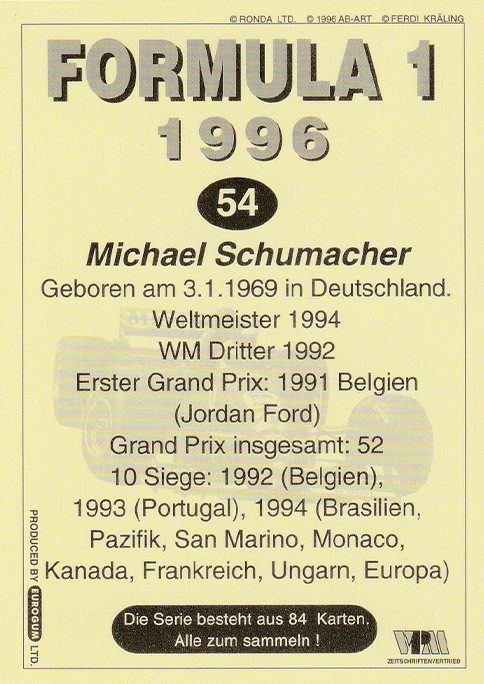 © RONDA LTD. © 1996 AB-ART © FERDI KRÄLING
FORMULA 1
1996
54
Michael Schumacher
Geboren am 3.1.1969 in Deutschland.
Weltmeister 1994
WM Dritter 1992
Erster Grand Prix: 1991 Belgien
(Jordan Ford)
Grand Prix insgesamt: 52
10 Siege: 1992 (Belgien),
1993 (Portugal), 1994 (Brasilien,
Pazifik, San Marino, Monaco,
Kanada, Frankreich, Ungarn, Europa)
PRODUCED BY EUROGUM LTD.
Die Serie besteht aus 84 Karten.
Alle zum sammeln !
VPM
ZEITSCHRIFTENVERTRIEB